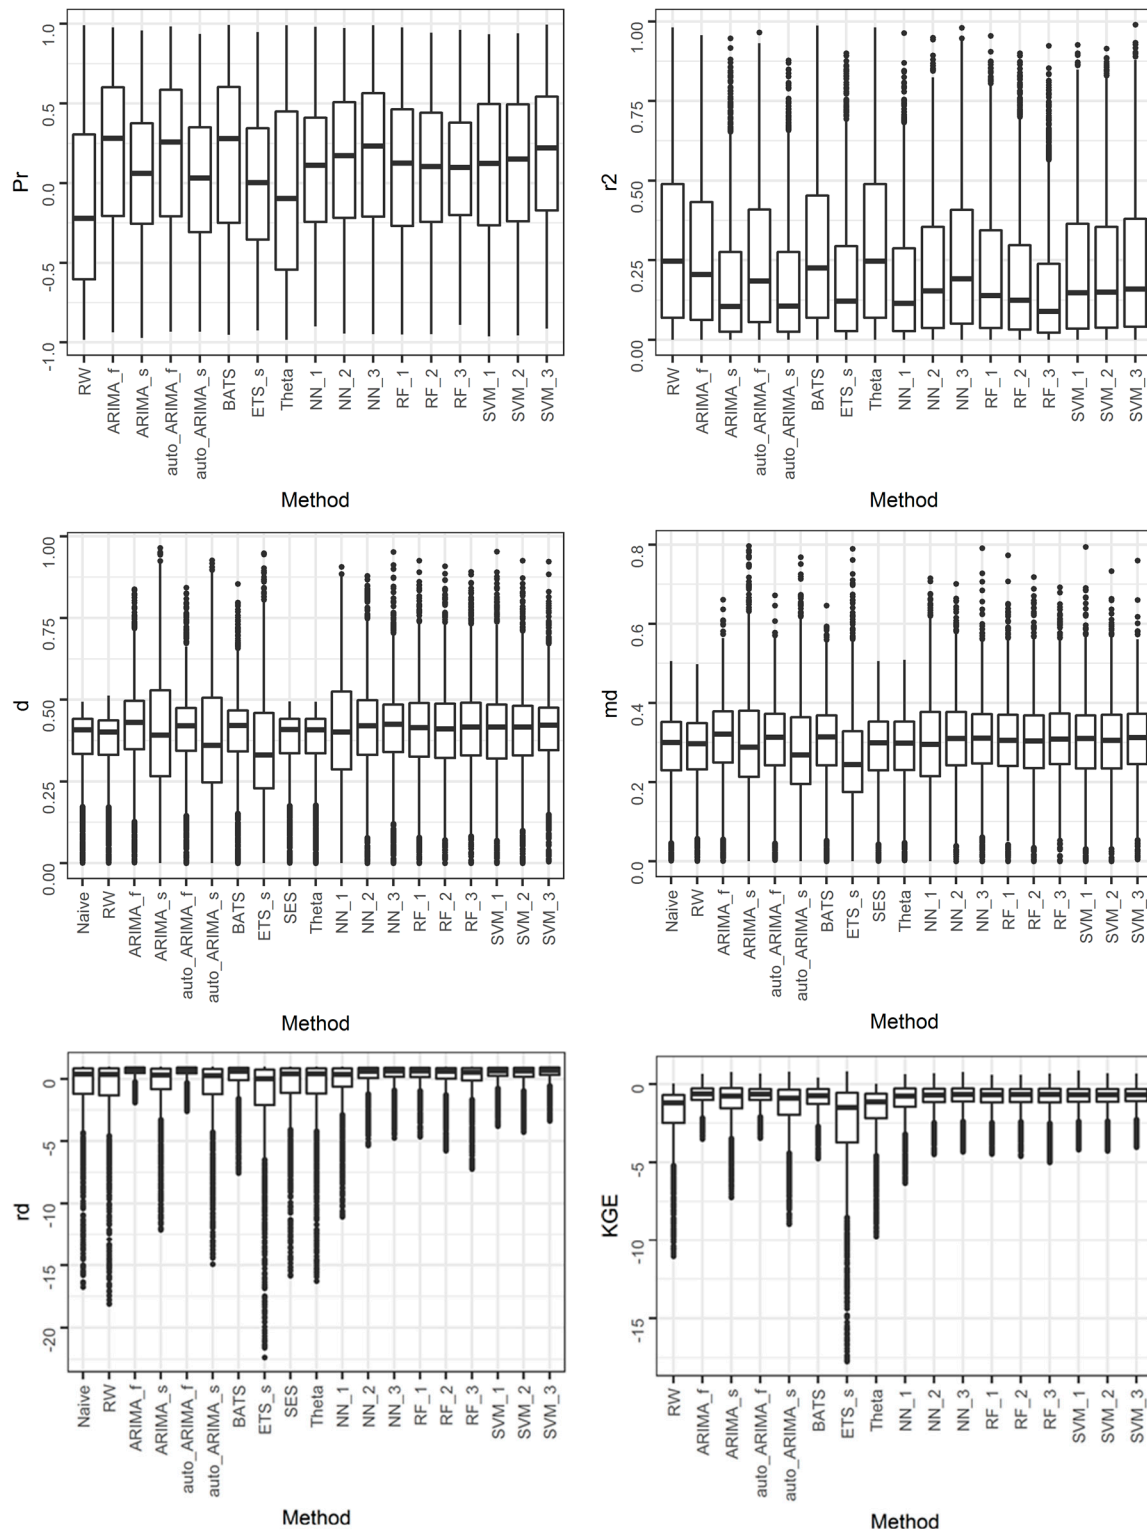 Pr
1.0
0.5
0.0
-0.5
-1.0
RW
ARIMA_f
ARIMA_s
auto_ARIMA_f
auto_ARIMA_s
BATS
ETS_s
Theta
NN_1
NN_2
NN_3
RF_1
RF_2
RF_3
SVM_1
SVM_2
SVM_3
Method
r2
1.00
0.75
0.50
0.25
0.00
RW
ARIMA_f
ARIMA_s
auto_ARIMA_f
auto_ARIMA_s
BATS
ETS_s
Theta
NN_1
NN_2
NN_3
RF_1
RF_2
RF_3
SVM_1
SVM_2
SVM_3
Method
d
1.00
0.75
0.50
0.25
0.00
Naive
RW
ARIMA_f
ARIMA_s
auto_ARIMA_f
auto_ARIMA_s
BATS
ETS_s
SES
Theta
NN_1
NN_2
NN_3
RF_1
RF_2
RF_3
SVM_1
SVM_2
SVM_3
Method
md
0.8
0.6
0.4
0.2
0.0
Naive
RW
ARIMA_f
ARIMA_s
auto_ARIMA_f
auto_ARIMA_s
BATS
ETS_s
SES
Theta
NN_1
NN_2
NN_3
RF_1
RF_2
RF_3
SVM_1
SVM_2
SVM_3
Method
rd
0
-5
-10
-15
-20
Naive
RW
ARIMA_f
ARIMA_s
auto_ARIMA_f
auto_ARIMA_s
BATS
ETS_s
SES
Theta
NN_1
NN_2
NN_3
RF_1
RF_2
RF_3
SVM_1
SVM_2
SVM_3
Method
KGE
0
-5
-10
-15
RW
ARIMA_f
ARIMA_s
auto_ARIMA_f
auto_ARIMA_s
BATS
ETS_s
Theta
NN_1
NN_2
NN_3
RF_1
RF_2
RF_3
SVM_1
SVM_2
SVM_3
Method